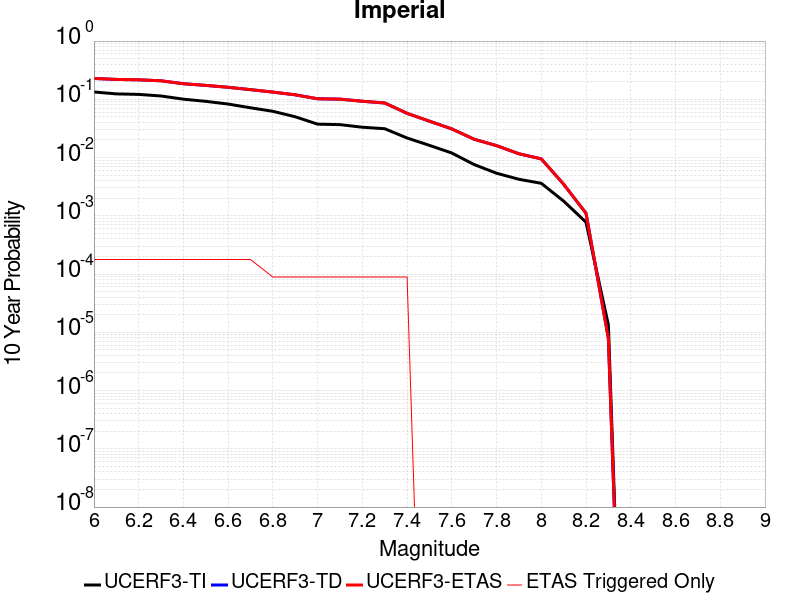 Imperial
10^0
10^-1
10^-2
10^-3
10^-4
10^-5
10^-6
10^-7
10^-8
10 Year Probability
6 6.2 6.4 6.6 6.8 7 7.2 7.4 7.6 7.8 8 8.2 8.4 8.6 8.8 9
Magnitude
UCERF3-TI UCERF3-TD UCERF3-ETAS ETAS Triggered Only